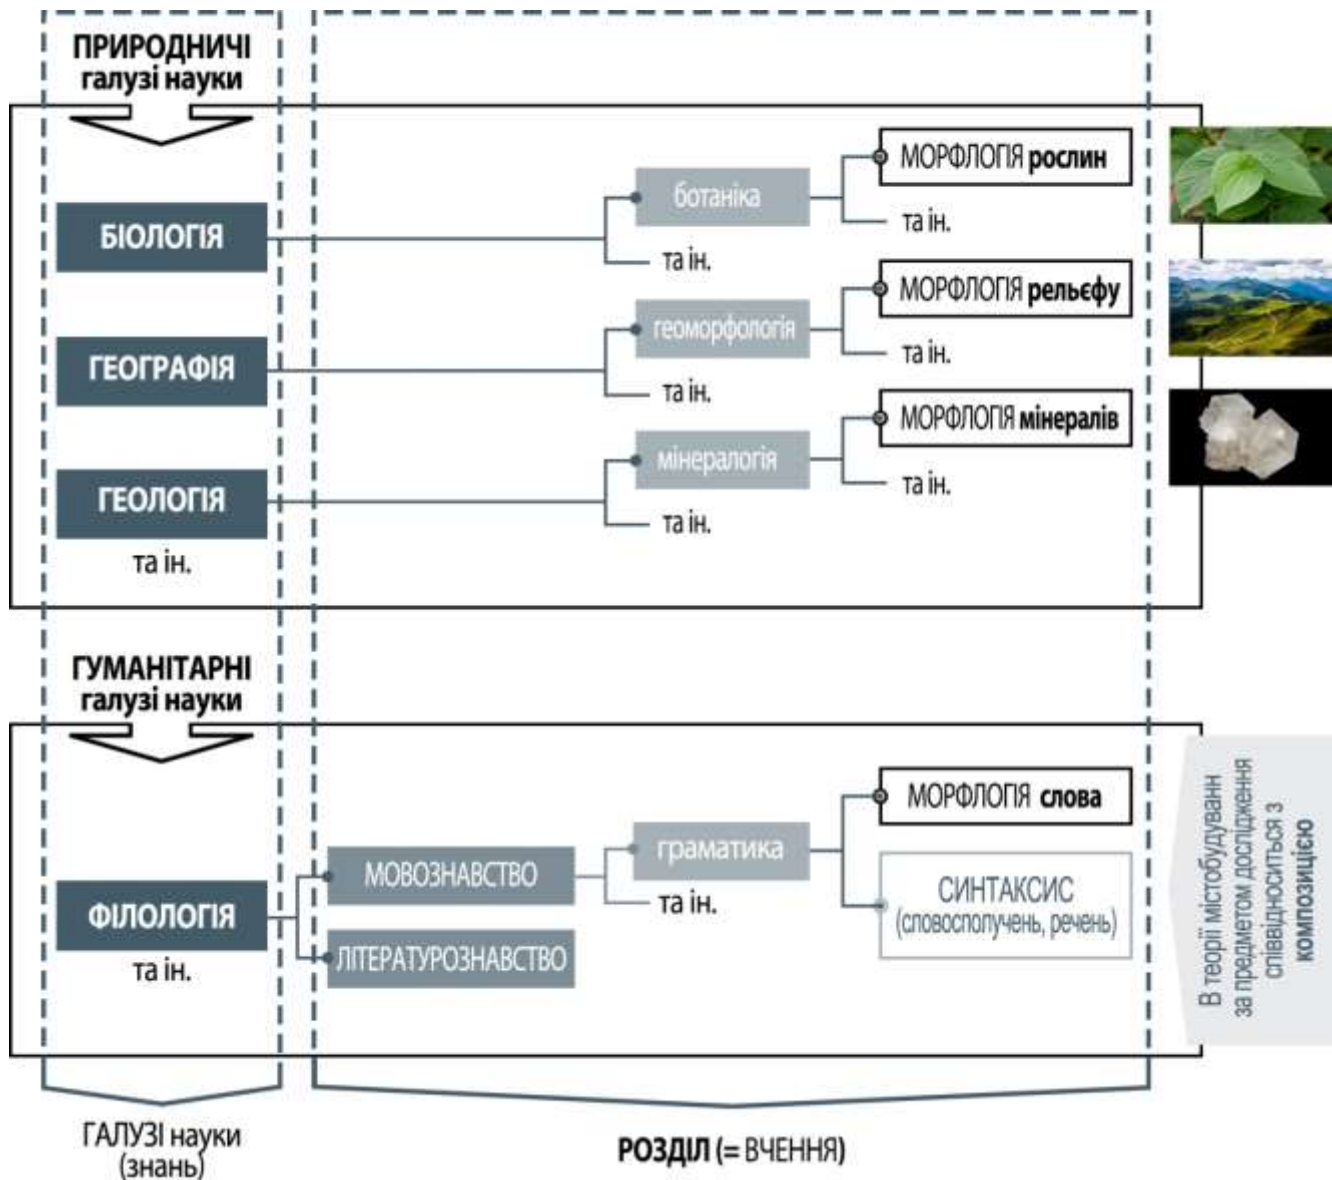 ПРИРОДНИЧІ
галузі науки
БІОЛОГІЯ
ботаніка
та ін.
МОРФЛОГІЯ рослин
та ін.
ГЕОГРАФІЯ
геоморфологія
та ін.
МОРФЛОГІЯ рельєфу
та ін.
ГЕОЛОГІЯ
та ін.
мінералогія
та ін.
МОРФЛОГІЯ мінералів
та ін.
ГУМАНІТАРНІ
галузі науки
ФІЛОЛОГІЯ
та ін.
МОВОЗНАВСТВО
ЛІТЕРАТУРОЗНАВСТВО
граматика
та ін.
МОРФЛОГІЯ слова
СИНТАКСИС
(словосполучень, речень)
В теорії містобудуванн
за предметом дослідження
співвідноситься з
композицією
ГАЛУЗІ науки
(знань)
РОЗДІЛ (= ВЧЕННЯ)